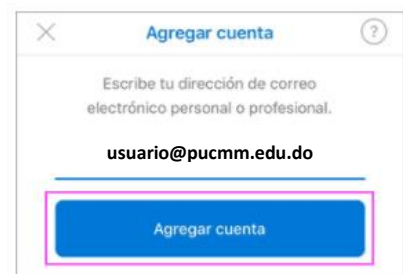 Agregar cuenta ?
Escribe tu dirección de correo
electrónico personal o profesional.
usuario@pucmm.edu.do
Agregar cuenta